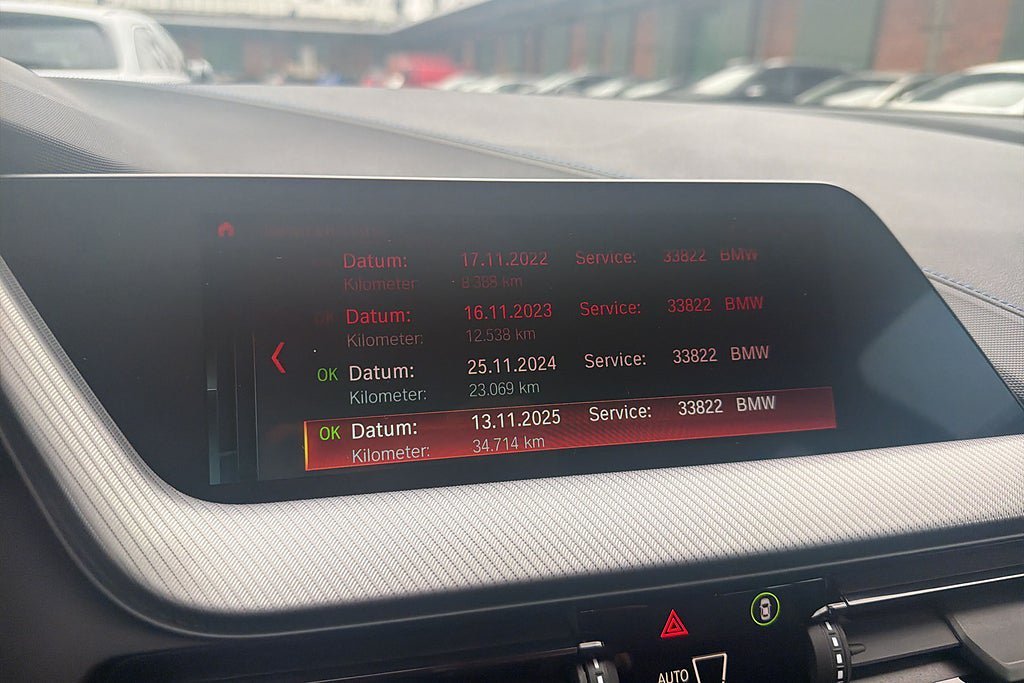 Datum: 17.11.2022 Service: 33822 BMW
Kilometer: 8.388 km
OK Datum: 16.11.2023 Service: 33822 BMW
Kilometer: 12.538 km
OK Datum: 25.11.2024 Service: 33822 BMW
Kilometer: 23.069 km
OK Datum: 13.11.2025 Service: 33822 BMW
Kilometer: 34.714 km
AUTO